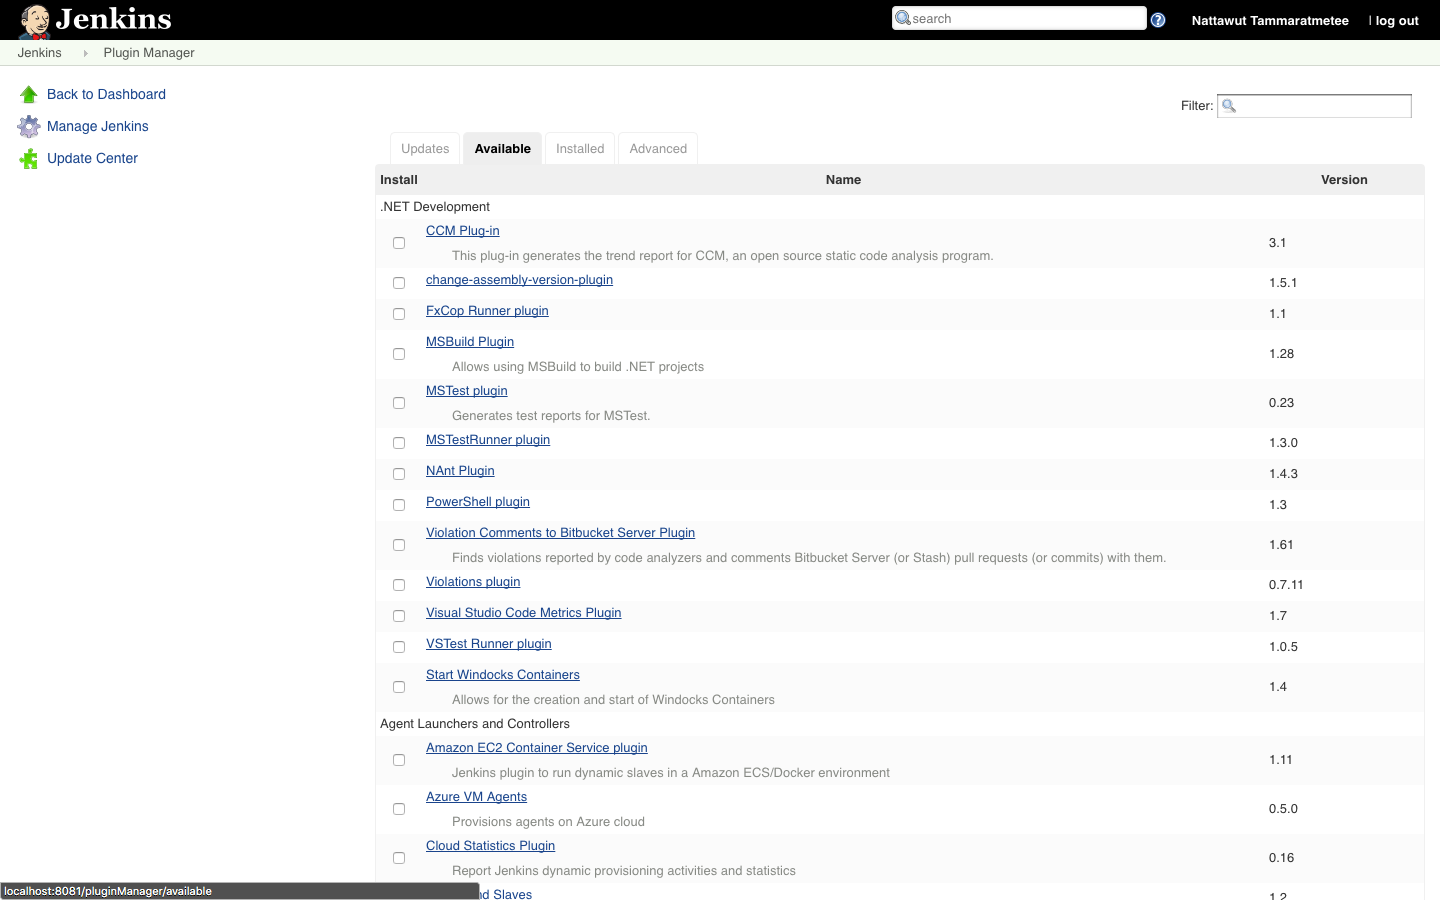 Jenkins
search
Nattawut Tammaratmetee | log out
Jenkins Plugin Manager
Back to Dashboard
Manage Jenkins
Update Center
Filter:
Updates Available Installed Advanced
Install Name Version
.NET Development
CCM Plug-in
This plug-in generates the trend report for CCM, an open source static code analysis program.
3.1
change-assembly-version-plugin
1.5.1
FxCop Runner plugin
1.1
MSBuild Plugin
Allows using MSBuild to build .NET projects
1.28
MSTest plugin
Generates test reports for MSTest.
0.23
MSTestRunner plugin
1.3.0
NAnt Plugin
1.4.3
PowerShell plugin
1.3
Violation Comments to Bitbucket Server Plugin
Finds violations reported by code analyzers and comments Bitbucket Server (or Stash) pull requests (or commits) with them.
1.61
Violations plugin
0.7.11
Visual Studio Code Metrics Plugin
1.7
VSTest Runner plugin
1.0.5
Start Windocks Containers
Allows for the creation and start of Windocks Containers
1.4
Agent Launchers and Controllers
Amazon EC2 Container Service plugin
Jenkins plugin to run dynamic slaves in a Amazon ECS/Docker environment
1.11
Azure VM Agents
Provisions agents on Azure cloud
0.5.0
Cloud Statistics Plugin
Report Jenkins dynamic provisioning activities and statistics
0.16
Slaves
1.2
localhost:8081/pluginManager/available